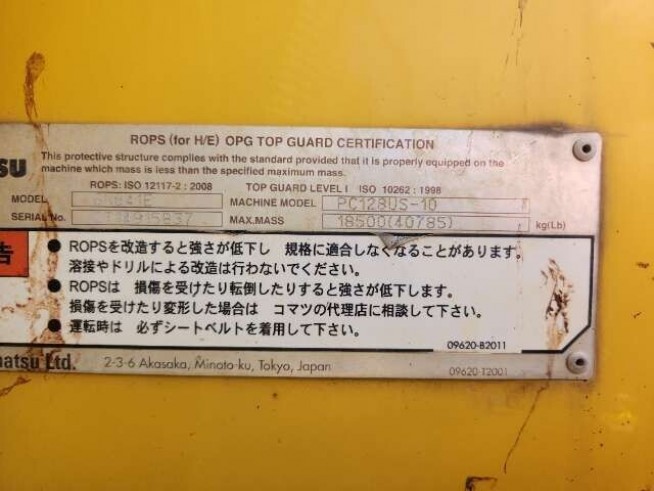 ROPS (for H/E) OPG TOP GUARD CERTIFICATION
This protective structure complies with the standard provided that it is properly equipped on the
machine which mass is less than the specified maximum mass.
ROPS: ISO 12117-2 : 2008 TOP GUARD LEVEL I ISO 10262 : 1998
MODEL MACHINE MODEL PC128US-10
SERIAL No. MAX.MASS 18500(40785) kg(Lb)
告
● ROPSを改造すると強さが低下し 規格に適合しなくなることがあります。
溶接やドリルによる改造は行わないでください。
● ROPSは 損傷を受けたり転倒したりすると強さが低下します。
損傷を受けたり変形した場合は コマツの代理店に相談して下さい。
● 運転時は 必ずシートベルトを着用して下さい。
09620-B2011
matsu Ltd. 2-3-6 Akasaka, Minato-ku, Tokyo, Japan
09620-T2001